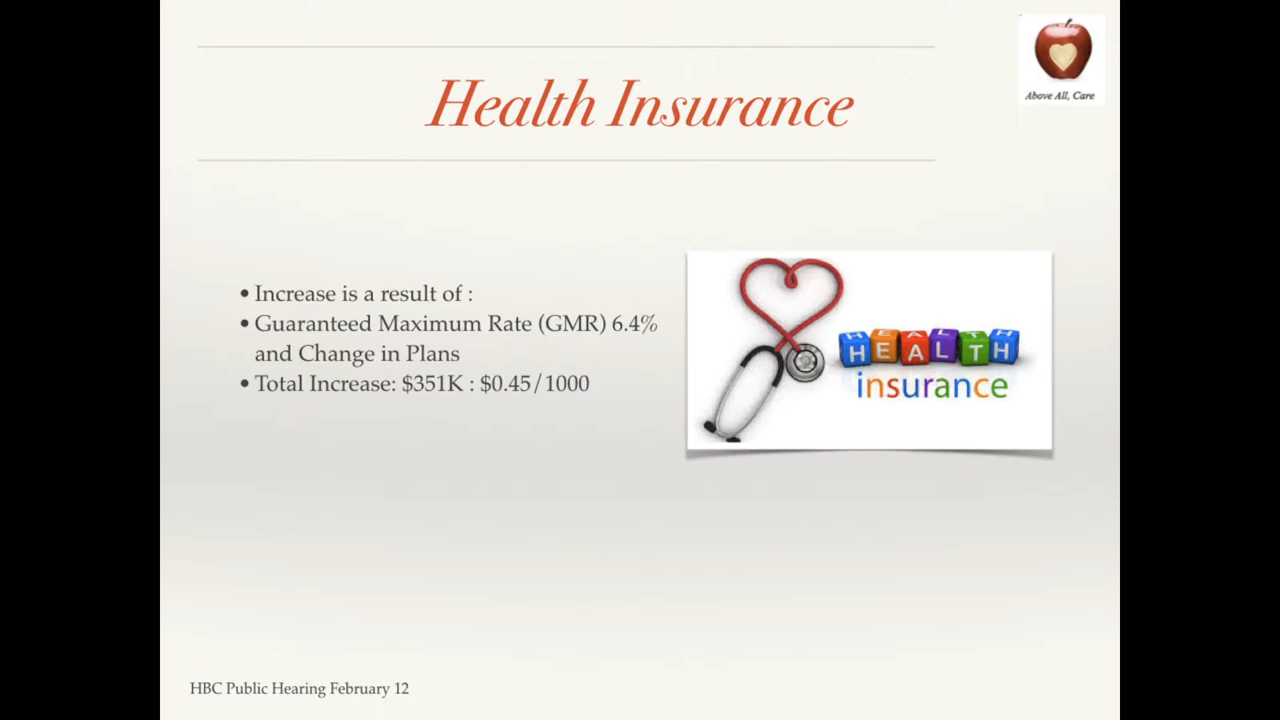 Above All, Care
Health Insurance
• Increase is a result of :
• Guaranteed Maximum Rate (GMR) 6.4%
and Change in Plans
• Total Increase: $351K : $0.45/1000
HEALTH
insurance
HBC Public Hearing February 12